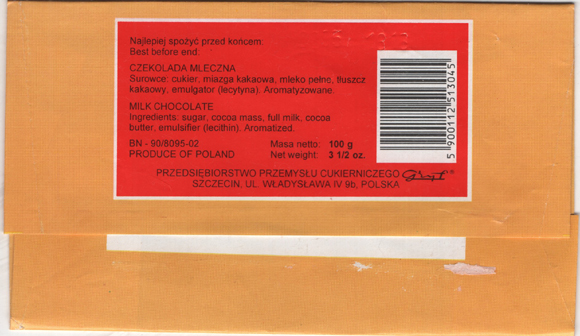 Najlepiej spożyć przed końcem:
Best before end:
CZEKOLADA MLECZNA
Surowce: cukier, miazga kakaowa, mleko pełne, tłuszcz
kakaowy, emulgator (lecytyna). Aromatyzowane.
MILK CHOCOLATE
Ingredients: sugar, cocoa mass, full milk, cocoa
butter, emulsifier (lecithin), Aromatized.
BN - 90/8095-02 Masa netto: 100 g
PRODUCE OF POLAND Net weight: 3 1/2 oz.
PRZEDSIĘBIORSTWO PRZEMYSŁU CUKIERNICZEGO Gryf ®
SZCZECIN, UL. WŁADYSŁAWA IV 9b, POLSKA
5 900112 513045